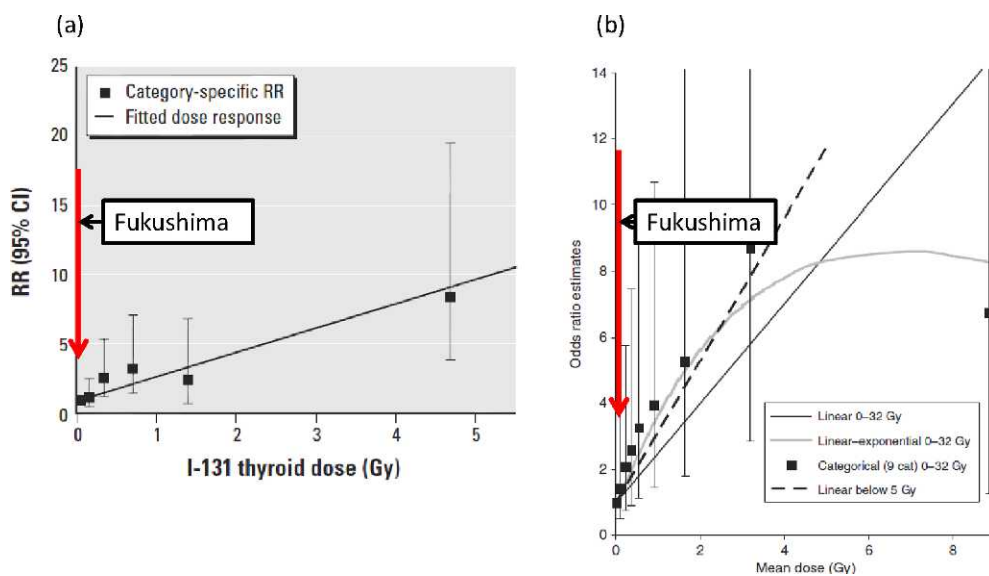 (a)
25
20
15
10
5
0
RR (95% CI)
Category-specific RR
Fitted dose response
Fukushima
0 1 2 3 4 5
I-131 thyroid dose (Gy)
(b)
14
12
10
8
6
4
2
0
Odds ratio estimates
Fukushima
Linear 0–32 Gy
Linear–exponential 0–32 Gy
Categorical (9 cat) 0–32 Gy
Linear below 5 Gy
0 2 4 6 8
Mean dose (Gy)